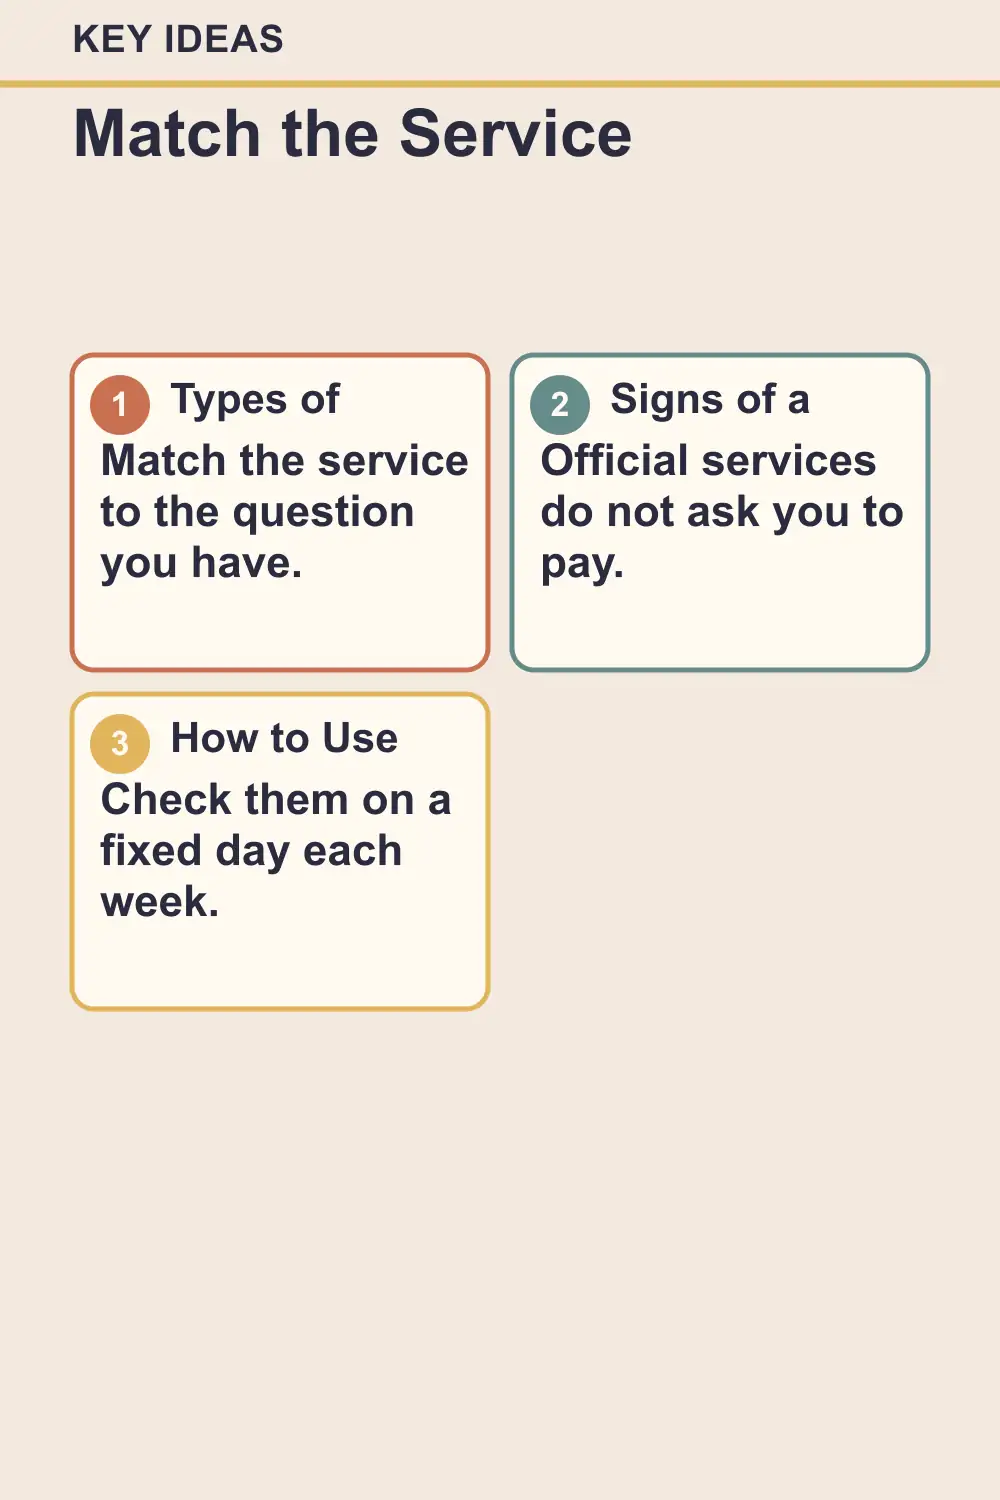 KEY IDEAS
Match the Service
1 Types of
Match the service
to the question
you have.
2 Signs of a
Official services
do not ask you to
pay.
3 How to Use
Check them on a
fixed day each
week.